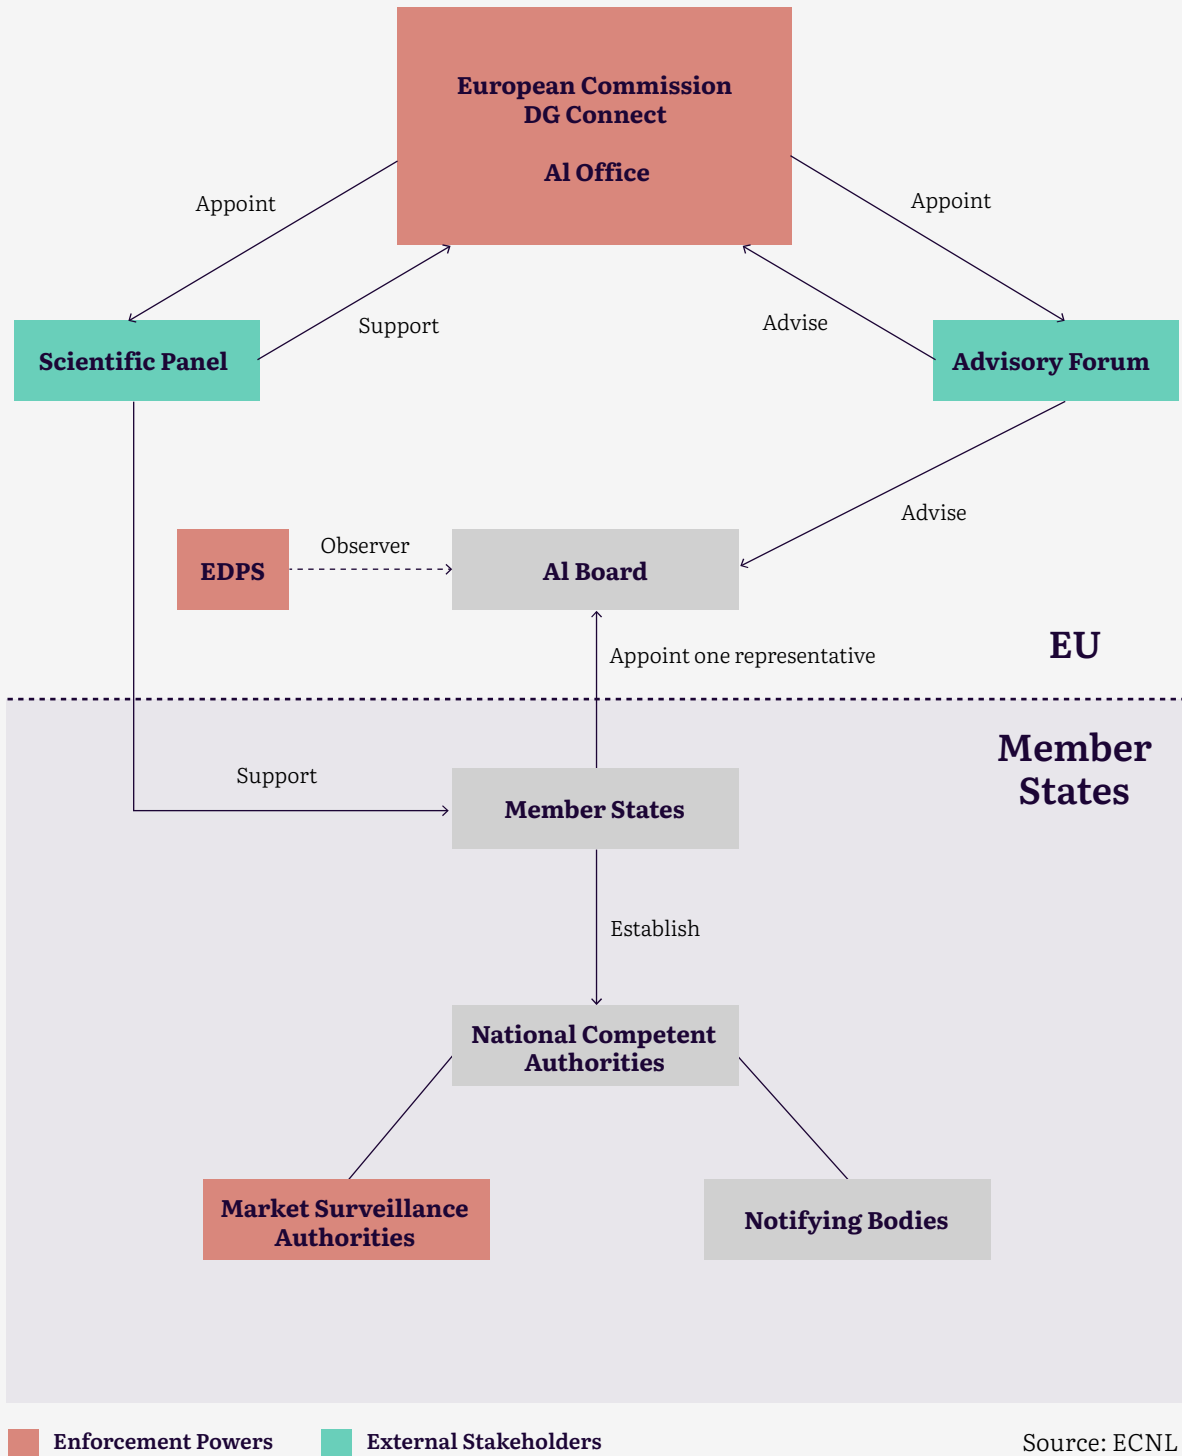 European Commission
DG Connect
AI Office
Appoint
Appoint
Support
Advise
Scientific Panel
Advisory Forum
Advise
Observer
EDPS
AI Board
Appoint one representative
EU
Member
States
Support
Member States
Establish
National Competent
Authorities
Market Surveillance
Authorities
Notifying Bodies
Enforcement Powers
External Stakeholders
Source: ECNL